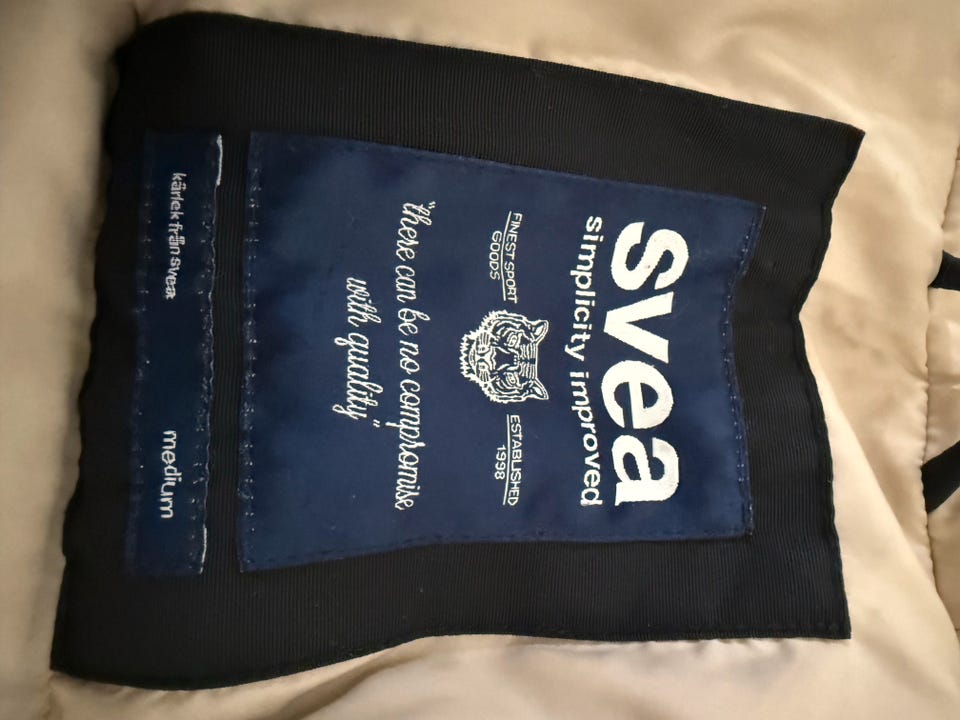 svea
simplicity improved
FINEST SPORT
GOODS
ESTABLISHED
1998
"there can be no compromise
with quality"
kärlek från svea
medium